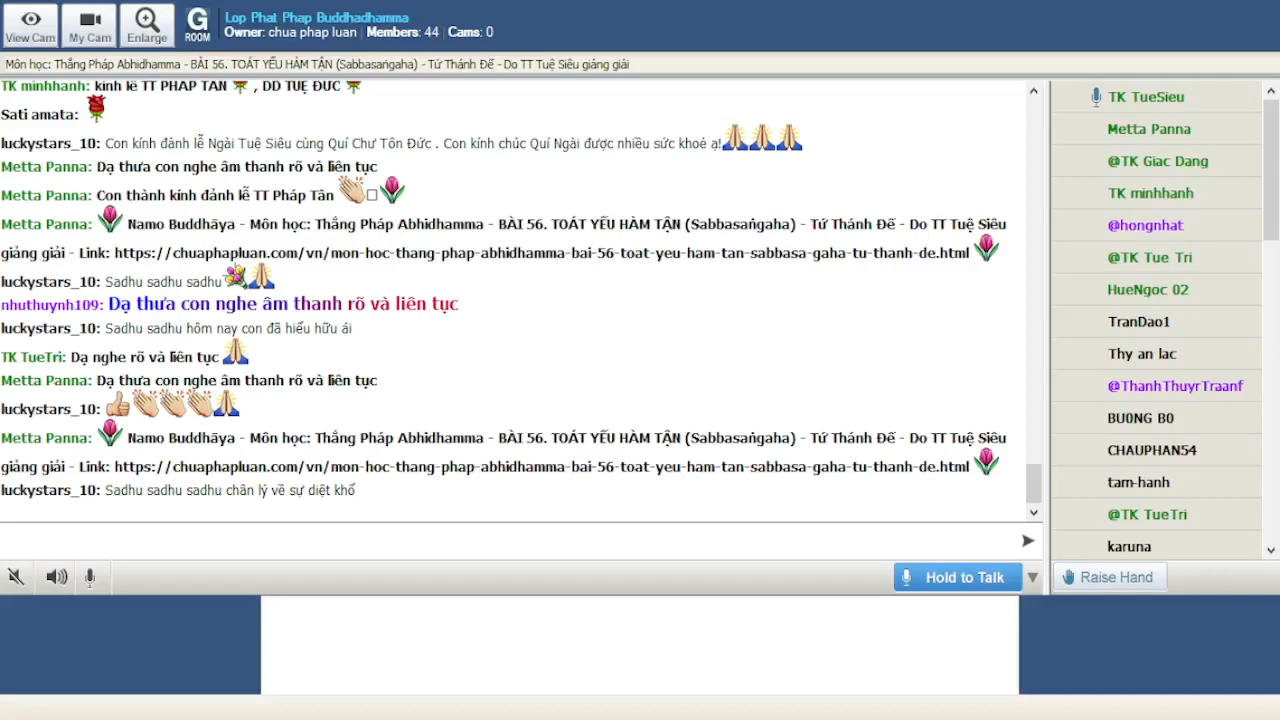 View Cam
My Cam
Enlarge
G
ROOM
Lop Phat Phap Buddhadhamma
Owner: chua phap luan | Members: 44 | Cams: 0
Môn học: Thắng Pháp Abhidhamma - BÀI 56. TOÁT YẾU HÀM TẬN (Sabbasaṅgaha) - Tứ Thánh Đế - Do TT Tuệ Siêu giảng giải
TK minhhanh: kính lễ TT PHÁP TÂN , DD TUỆ ĐỨC
Sati amata:
luckystars_10: Con kính đảnh lễ Ngài Tuệ Siêu cùng Quí Chư Tôn Đức . Con kính chúc Quí Ngài được nhiều sức khoẻ ạ!
Metta Panna: Dạ thưa con nghe âm thanh rõ và liên tục
Metta Panna: Con thành kính đảnh lễ TT Pháp Tân
Metta Panna: Namo Buddhāya - Môn học: Thắng Pháp Abhidhamma - BÀI 56. TOÁT YẾU HÀM TẬN (Sabbasaṅgaha) - Tứ Thánh Đế - Do TT Tuệ Siêu
giảng giải - Link: https://chuaphapluan.com/vn/mon-hoc-thang-phap-abhidhamma-bai-56-toat-yeu-ham-tan-sabbasa-gaha-tu-thanh-de.html
luckystars_10: Sadhu sadhu sadhu
nhuthuynh109: Dạ thưa con nghe âm thanh rõ và liên tục
luckystars_10: Sadhu sadhu hôm nay con đã hiểu hữu ái
TK TueTri: Dạ nghe rõ và liên tục
Metta Panna: Dạ thưa con nghe âm thanh rõ và liên tục
luckystars_10:
Metta Panna: Namo Buddhāya - Môn học: Thắng Pháp Abhidhamma - BÀI 56. TOÁT YẾU HÀM TẬN (Sabbasaṅgaha) - Tứ Thánh Đế - Do TT Tuệ Siêu
giảng giải - Link: https://chuaphapluan.com/vn/mon-hoc-thang-phap-abhidhamma-bai-56-toat-yeu-ham-tan-sabbasa-gaha-tu-thanh-de.html
luckystars_10: Sadhu sadhu sadhu chân lý về sự diệt khổ
TK TueSieu
Metta Panna
@TK Giac Dang
TK minhhanh
@hongnhat
@TK Tue Tri
HueNgoc 02
TranDao1
Thy an lac
@ThanhThuyrTraanf
BU0NG B0
CHAUPHAN54
tam-hanh
@TK TueTri
karuna
Hold to Talk
Raise Hand